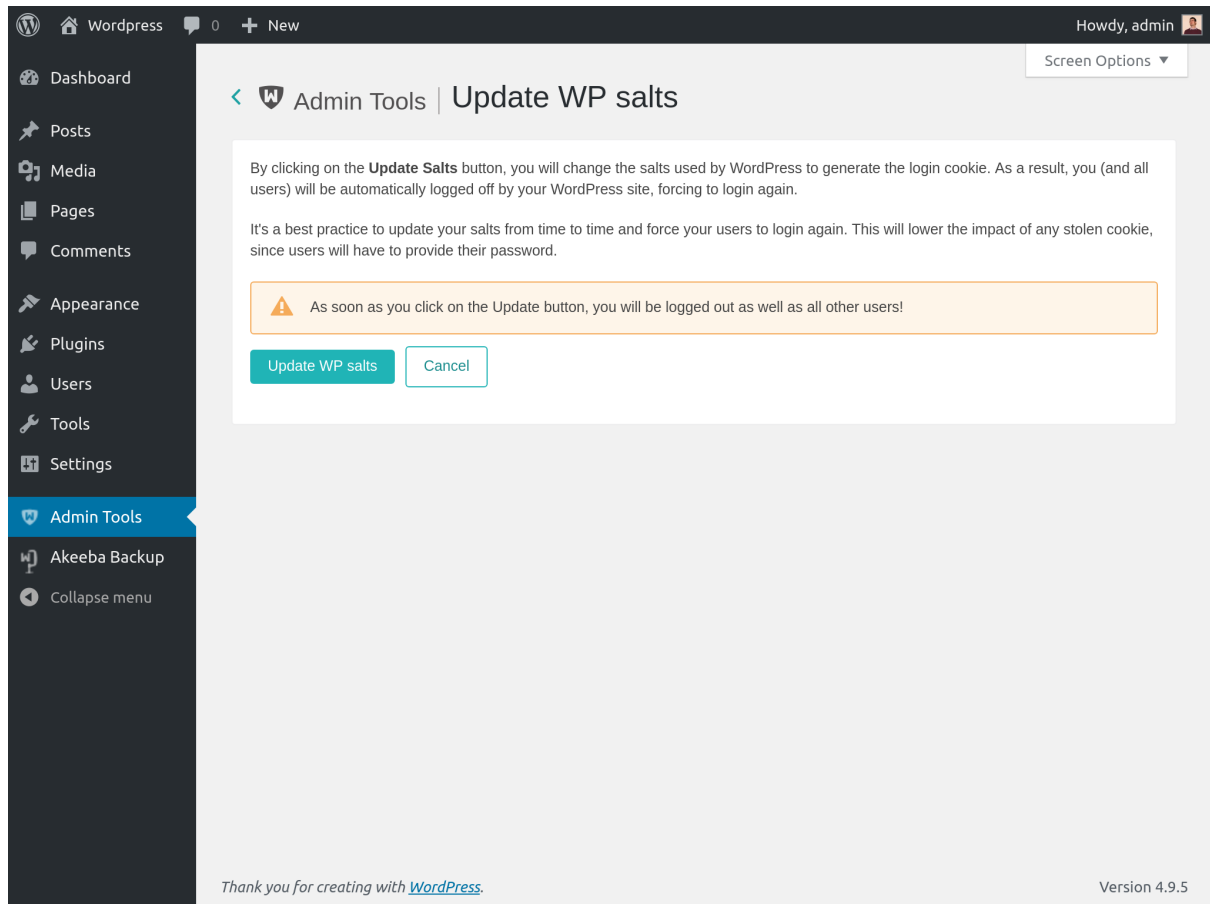 Wordpress 0 New Howdy, admin
Screen Options ▼
Dashboard
Posts
Media
Pages
Comments
Appearance
Plugins
Users
Tools
Settings
Admin Tools
Akeeba Backup
Collapse menu
Admin Tools | Update WP salts
By clicking on the Update Salts button, you will change the salts used by WordPress to generate the login cookie. As a result, you (and all
users) will be automatically logged off by your WordPress site, forcing to login again.
It's a best practice to update your salts from time to time and force your users to login again. This will lower the impact of any stolen cookie,
since users will have to provide their password.
As soon as you click on the Update button, you will be logged out as well as all other users!
Update WP salts Cancel
Thank you for creating with WordPress. Version 4.9.5